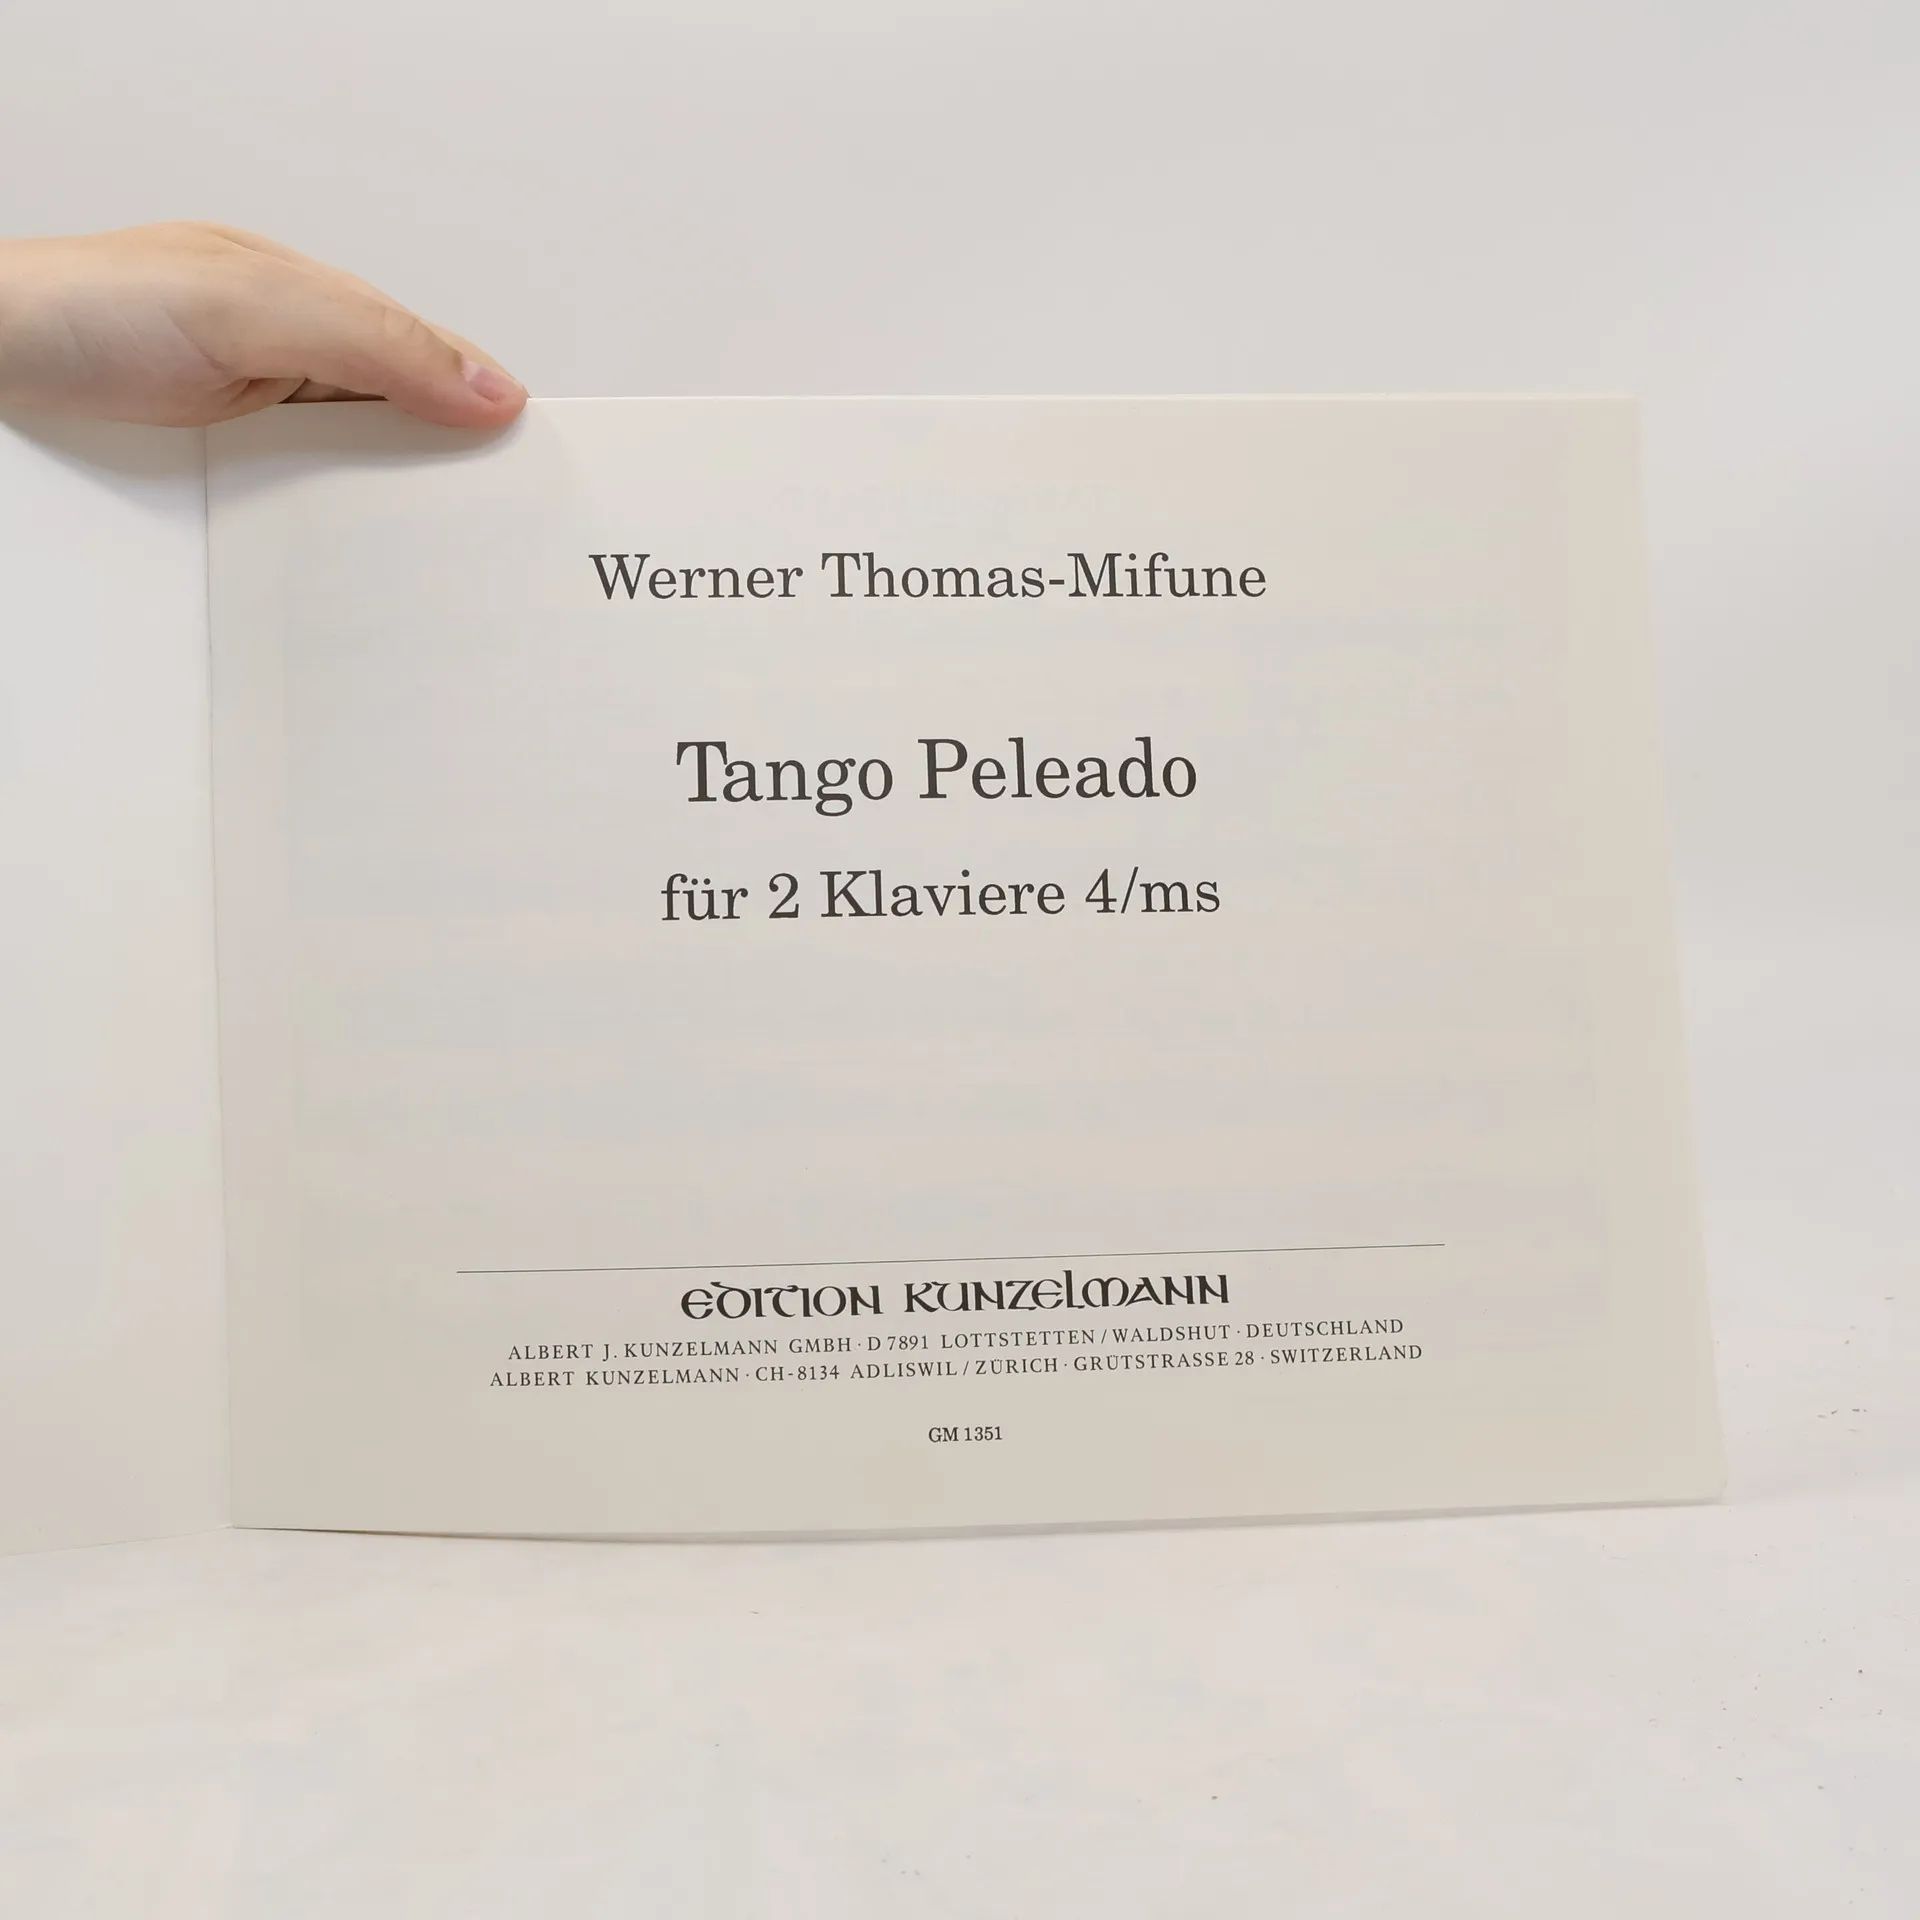 Werner Thomas-Mifune
Tango Peleado
für 2 Klaviere 4/ms
EDITION KUNZELMANN
ALBERT J. KUNZELMANN GMBH · D 7891 LOTTSTETTEN / WALDSHUT · DEUTSCHLAND
ALBERT KUNZELMANN · CH-8134 ADLISWIL / ZÜRICH · GRÜTSTRASSE 28 · SWITZERLAND
GM 1351